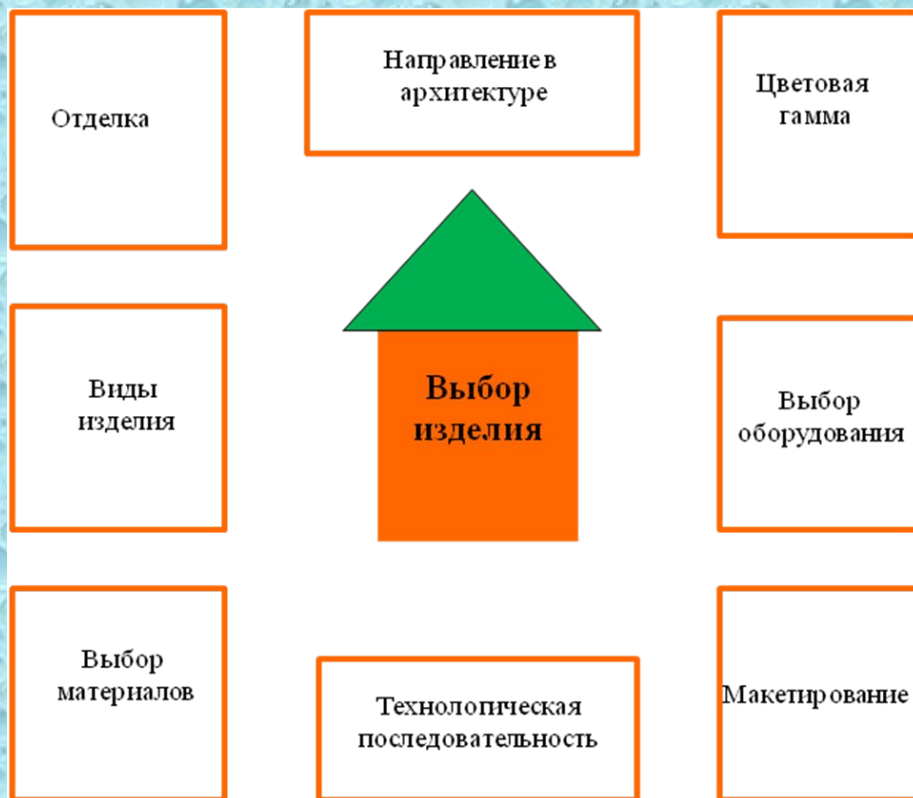 Отделка
Направление в
архитектуре
Цветовая
гамма
Виды
изделия
Выбор
изделия
Выбор
оборудования
Выбор
материалов
Технологическая
последовательность
Макетирование